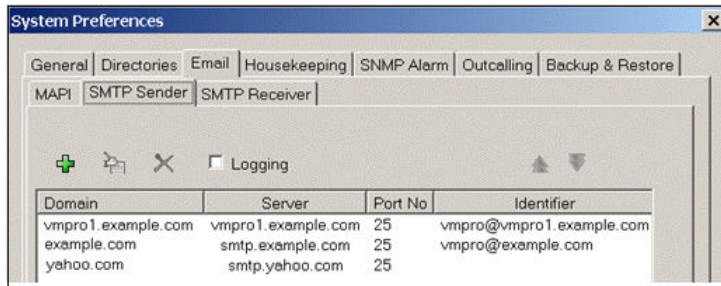 System Preferences
General Directories Email Housekeeping SNMP Alarm Outcalling Backup & Restore
MAPI SMTP Sender SMTP Receiver
Logging
Domain Server Port No Identifier
vmpro1.example.com vmpro1.example.com 25 vmpro@vmpro1.example.com
example.com smtp.example.com 25 vmpro@example.com
yahoo.com smtp.yahoo.com 25